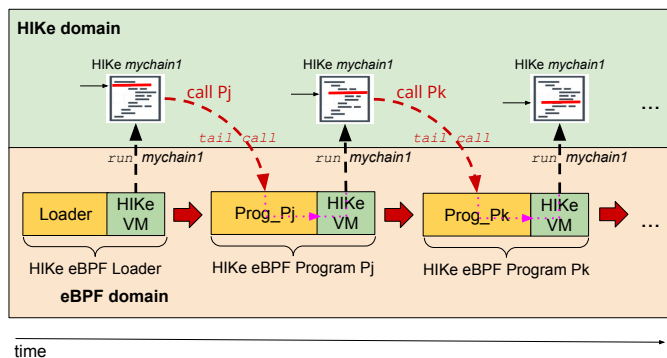 HIKe domain
HIKe mychain1
HIKe mychain1
HIKe mychain1
call Pj
call Pk
...
tail call
tail call
run mychain1
run mychain1
run mychain1
Loader
HIKe
VM
Prog_Pj
HIKe
VM
Prog_Pk
HIKe
VM
...
HIKe eBPF Loader
HIKe eBPF Program Pj
HIKe eBPF Program Pk
eBPF domain
time